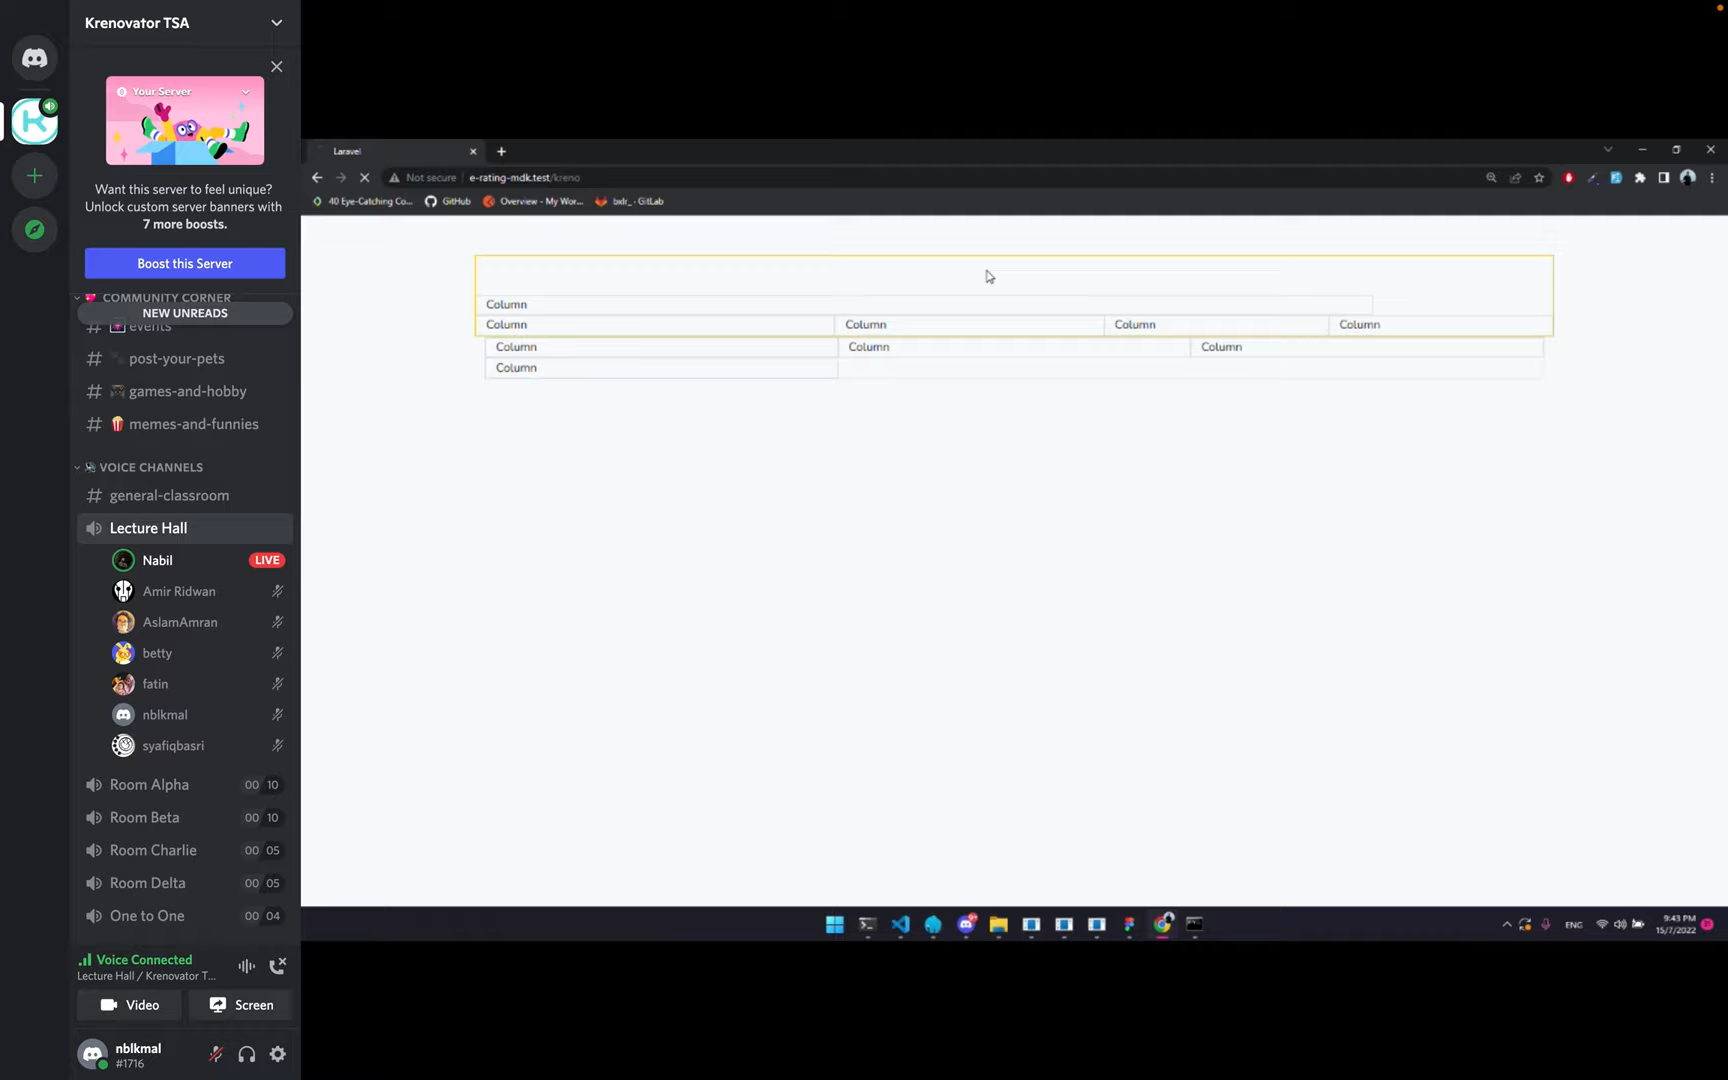 Krenovator TSA
Your Server
Want this server to feel unique?
Unlock custom server banners with
7 more boosts.
Boost this Server
COMMUNITY CORNER
NEW UNREADS
events
post-your-pets
games-and-hobby
memes-and-funnies
VOICE CHANNELS
general-classroom
Lecture Hall
Nabil
LIVE
Amir Ridwan
AslamAmran
betty
fatin
nblkmal
syafiqbasri
Room Alpha 00 10
Room Beta 00 10
Room Charlie 00 05
Room Delta 00 05
One to One 00 04
Voice Connected
Lecture Hall / Krenovator T...
Video
Screen
nblkmal
#1716
Laravel
Not secure e-rating-mdk.test/kreno
40 Eye-Catching Co... GitHub Overview - My Wor... bxlr_ · GitLab
Column
Column Column Column Column
Column Column Column
Column
ENG
9:43 PM
15/7/2022